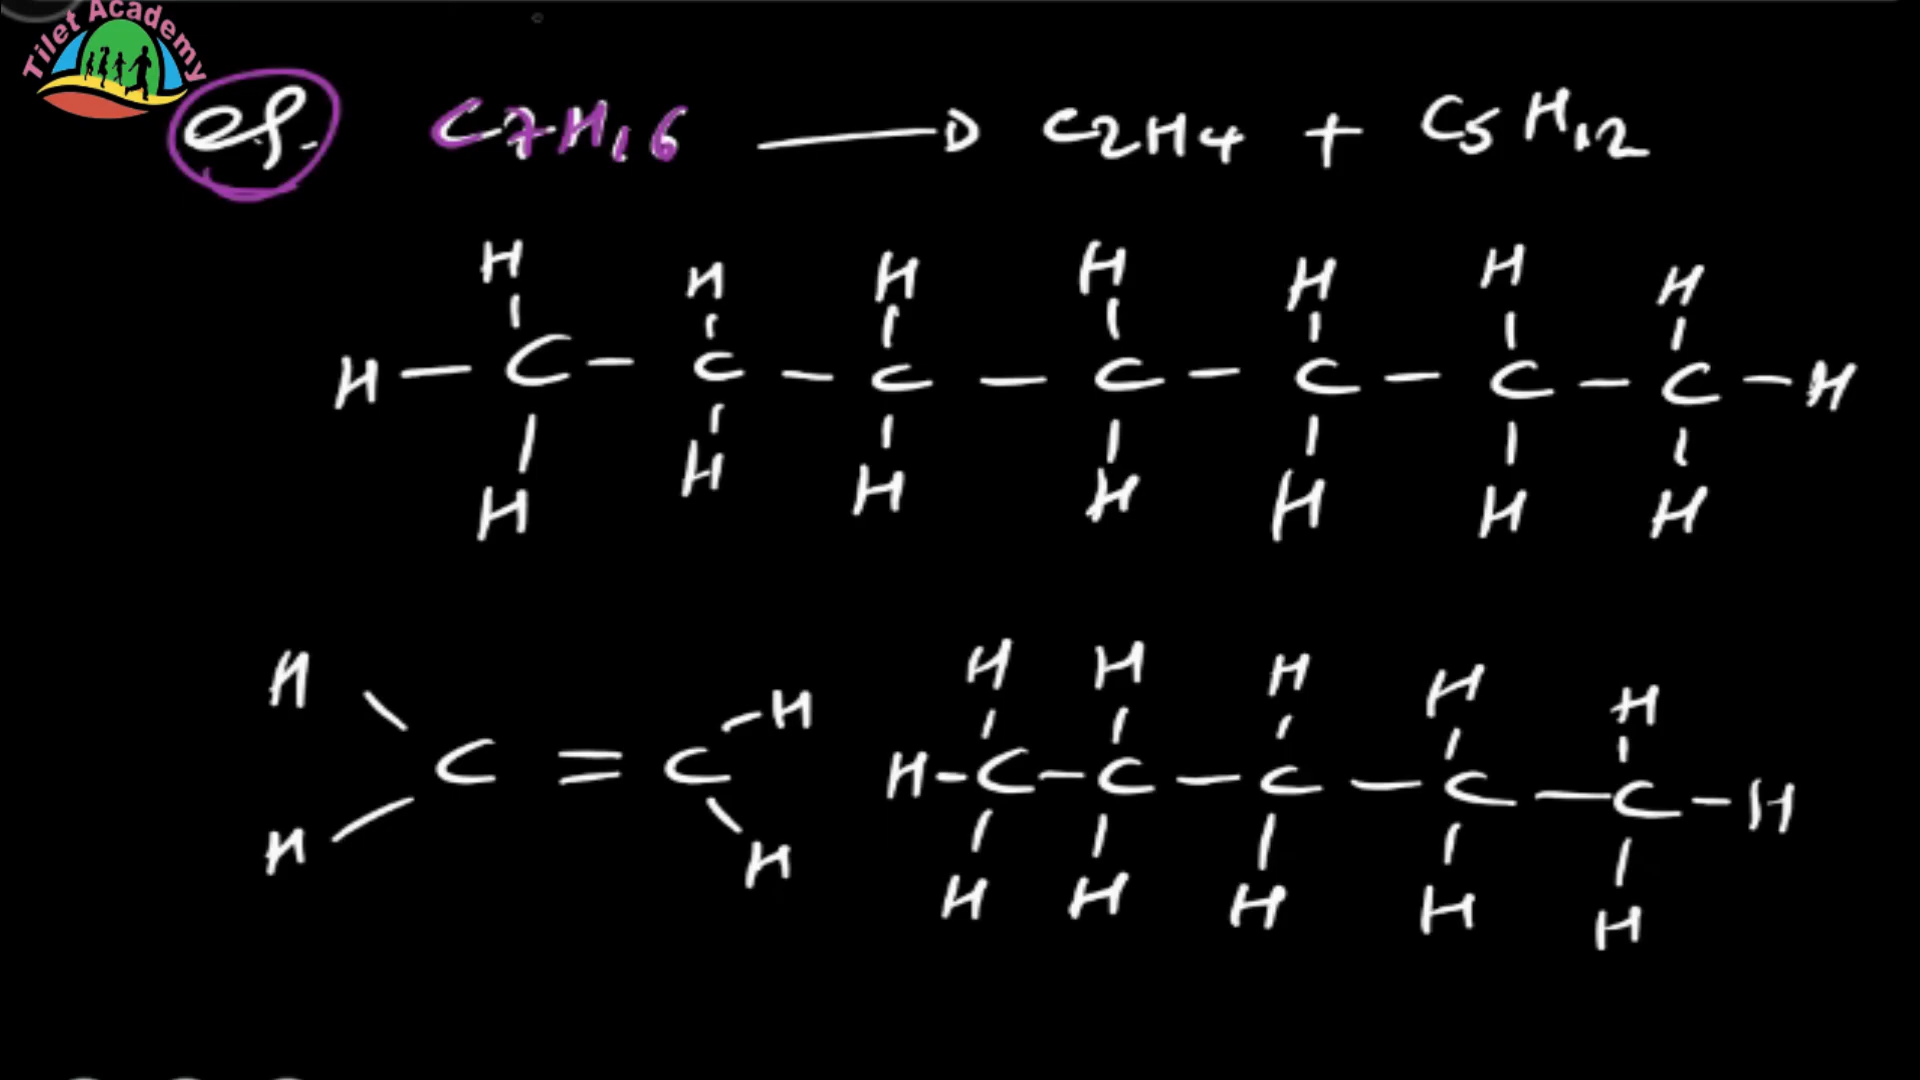 Tilet Academy
eg. C7H16 → C2H4 + C5H12
H H H H H H H
H — C — C — C — C — C — C — C — H
H H H H H H H
H H H H H H H
C = C H — C — C — C — C — C — H
H H H H H H H